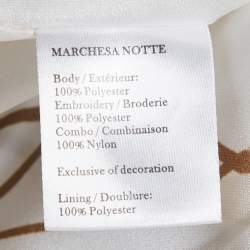 MARCHESA NOTTE
Body / Extérieur:
100% Polyester
Embroidery / Broderie
100% Polyester
Combo / Combinaison
100% Nylon
Exclusive of decoration
Lining / Doublure:
100% Polyester